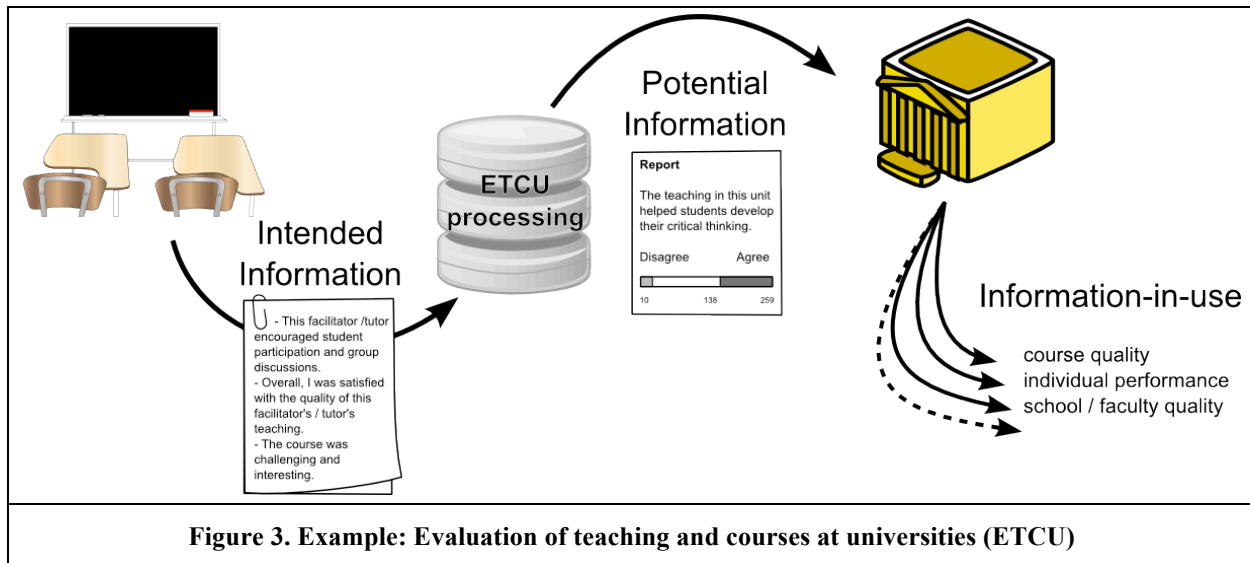 Intended
Information
- This facilitator /tutor
encouraged student
participation and group
discussions.
- Overall, I was satisfied
with the quality of this
facilitator's / tutor's
teaching.
- The course was
challenging and
interesting.
ETCU
processing
Potential
Information
Report
The teaching in this unit
helped students develop
their critical thinking.
Disagree Agree
10 138 259
Information-in-use
course quality
individual performance
school / faculty quality
Figure 3. Example: Evaluation of teaching and courses at universities (ETCU)